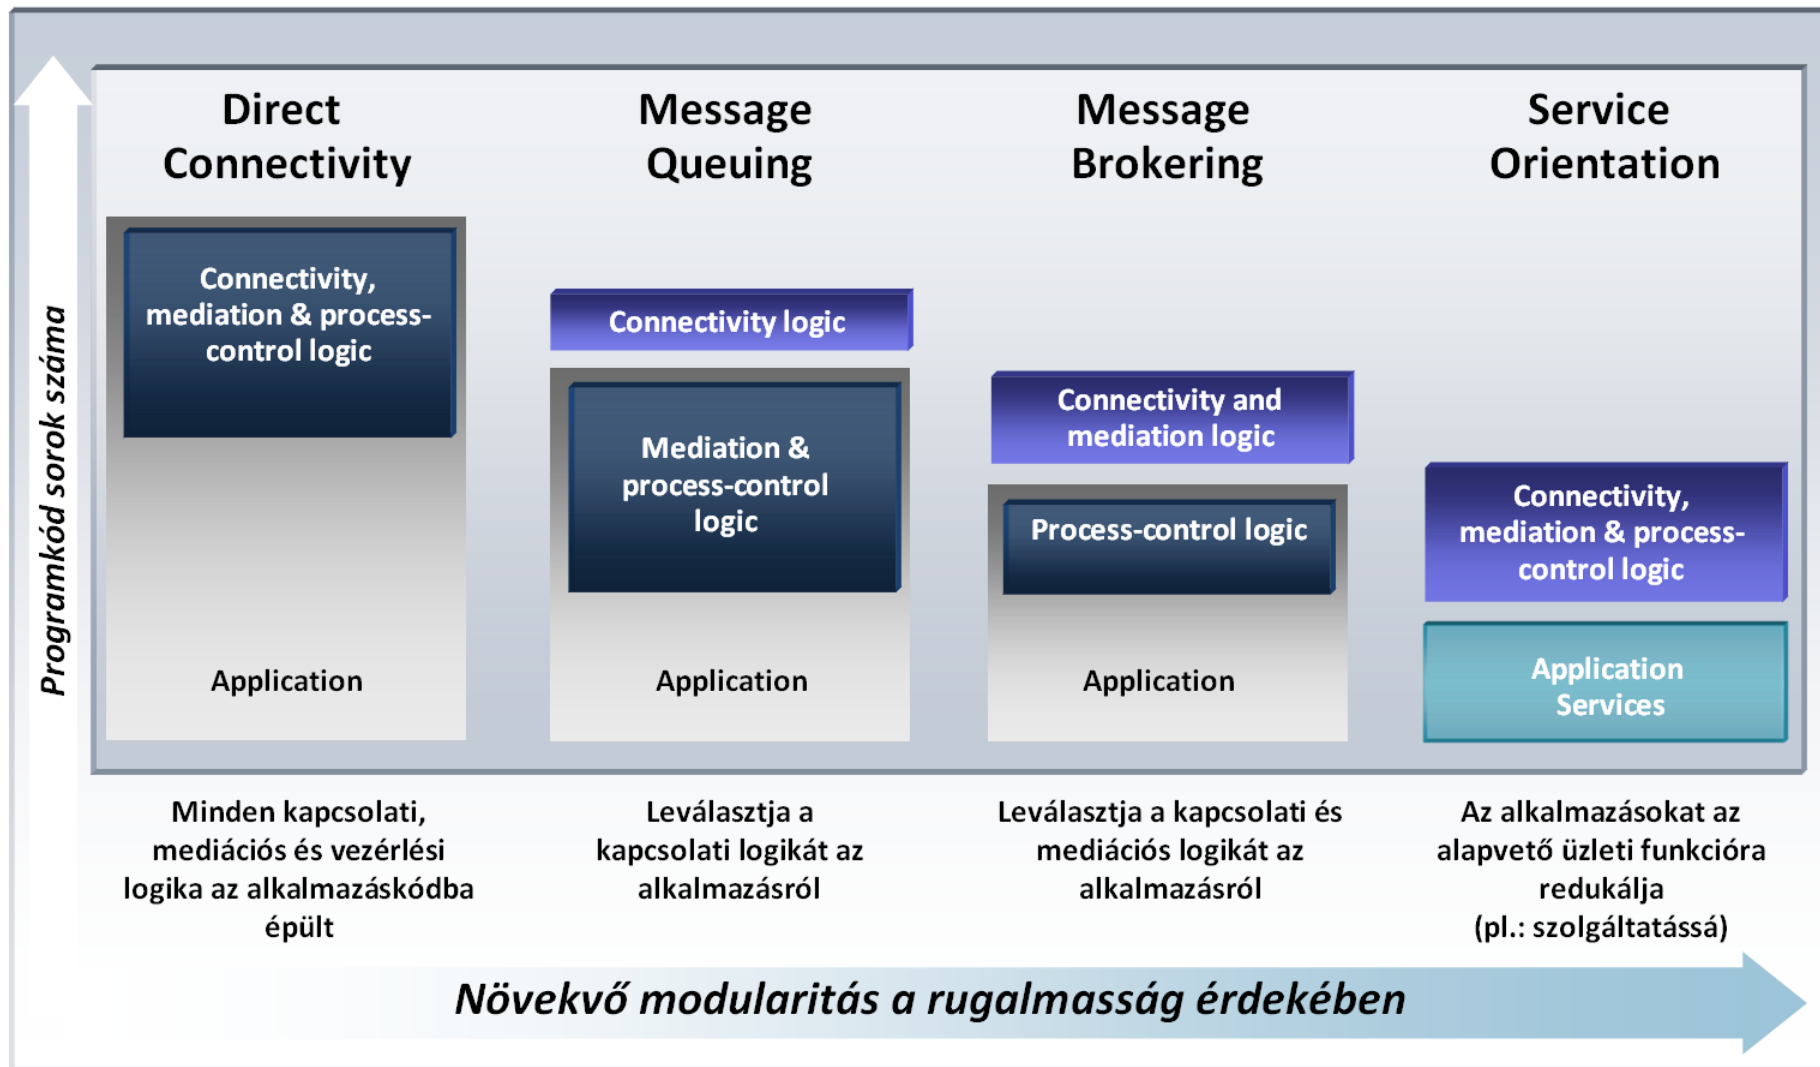 Programkód sorok száma
Direct
Connectivity
Connectivity,
mediation & process-
control logic
Application
Minden kapcsolati,
mediációs és vezérlési
logika az alkalmazáskódba
épült
Message
Queuing
Connectivity logic
Mediation &
process-control
logic
Application
Leválasztja a
kapcsolati logikát az
alkalmazásról
Message
Brokering
Connectivity and
mediation logic
Process-control logic
Application
Leválasztja a kapcsolati és
mediációs logikát az
alkalmazásról
Service
Orientation
Connectivity,
mediation & process-
control logic
Application
Services
Az alkalmazásokat az
alapvető üzleti funkcióra
redukálja
(pl.: szolgáltatássá)
Növekvő modularitás a rugalmasság érdekében